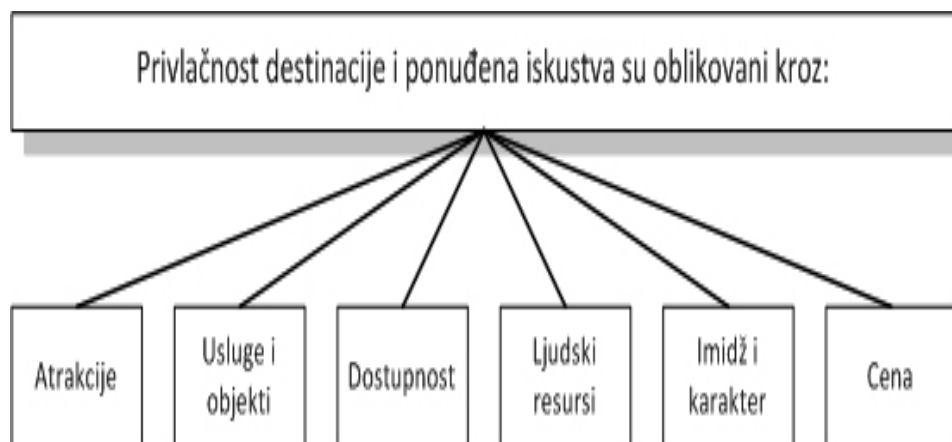 Privlačnost destinacije i ponuđena iskustva su oblikovani kroz:
Atrakcije
Usluge i
objekti
Dostupnost
Ljudski
resursi
Imidž i
karakter
Cena